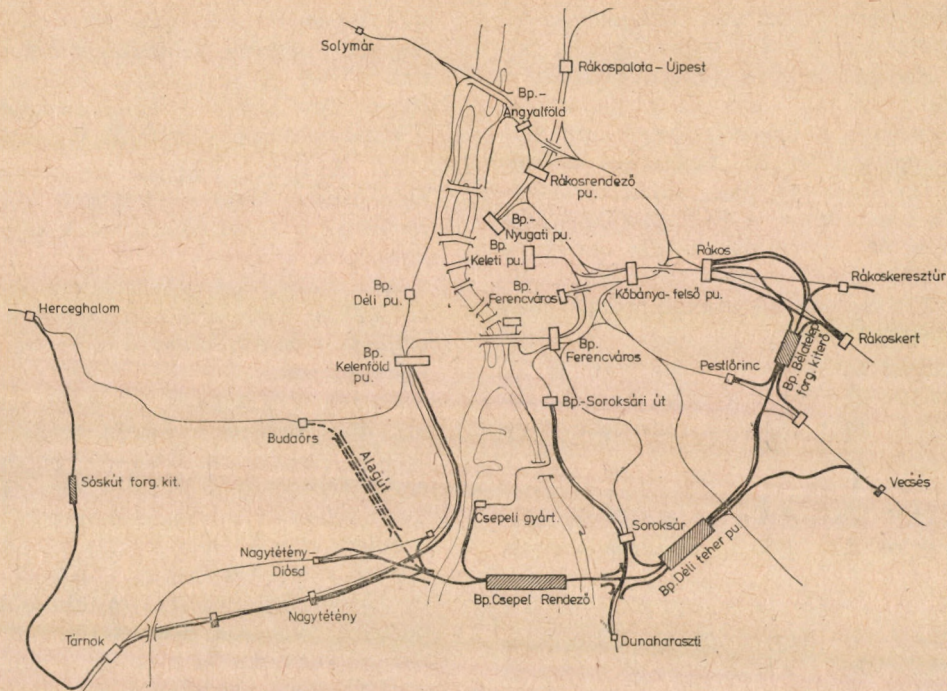 Solymár
Rákospalota - Újpest
Bp.-
Angyalföld
Rákosrendező
pu.
Bp.-
Nyugati pu.
Bp.
Keleti pu.
Rákos
Bp.
Déli pu.
Bp.
Ferencváros
Kőbánya-felső pu.
Rákoskeresztúr
Herceghalom
Bp.
Kelenföld
pu.
Bp.
Ferencváros
Rákoskert
Bp. Bélatelep
forg. kitérő
Pestlőrinc
Bp.-Soroksári út
Budaörs
Alagút
Sóskút forg. kit.
Vecsés
Csepeli gyárt.
Soroksár
Bp. Déli teher pu.
Nagytétény-
Diósd
Bp. Csepel Rendező
Nagytétény
Tárnok
Dunaharaszti